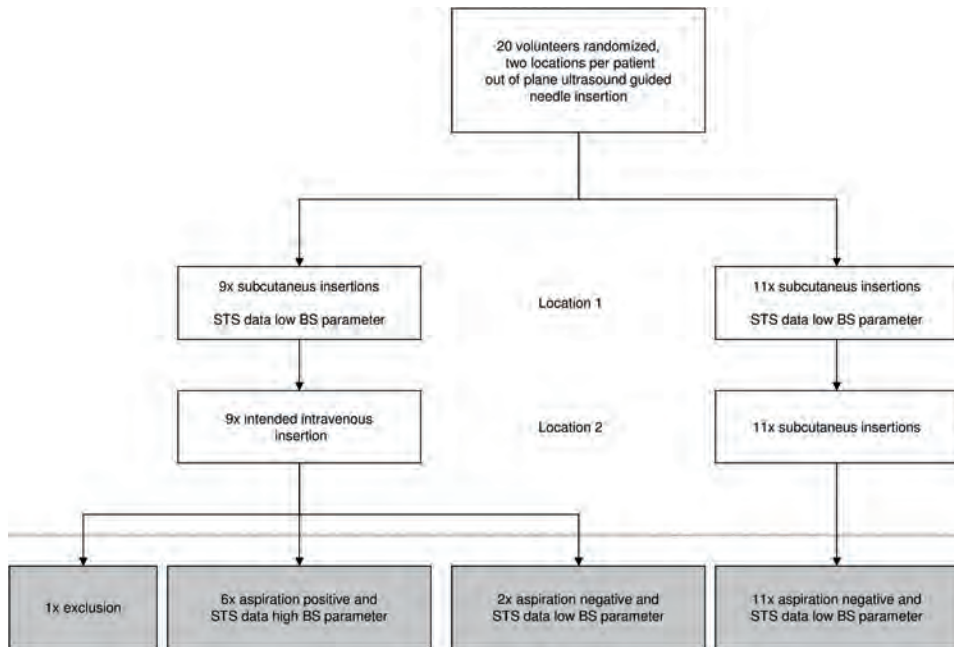 20 volunteers randomized,
two locations per patient
out of plane ultrasound guided
needle insertion
9x subcutaneus insertions
STS data low BS parameter
Location 1
11x subcutaneus insertions
STS data low BS parameter
9x intended intravenous
insertion
Location 2
11x subcutaneus insertions
1x exclusion
6x aspiration positive and
STS data high BS parameter
2x aspiration negative and
STS data low BS parameter
11x aspiration negative and
STS data low BS parameter